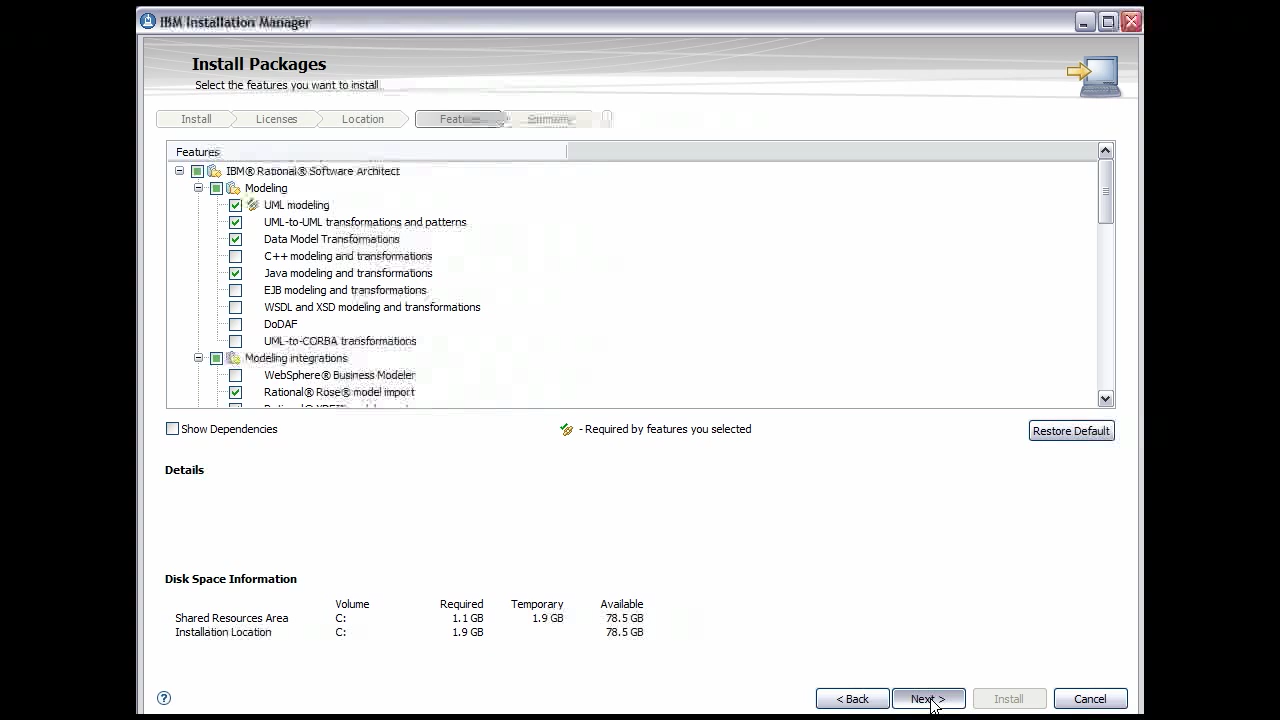 IBM Installation Manager
Install Packages
Select the features you want to install.
Install
Licenses
Location
Features
Summary
Features
IBM® Rational® Software Architect
Modeling
UML modeling
UML-to-UML transformations and patterns
Data Model Transformations
C++ modeling and transformations
Java modeling and transformations
EJB modeling and transformations
WSDL and XSD modeling and transformations
DoDAF
UML-to-CORBA transformations
Modeling integrations
WebSphere® Business Modeler
Rational® Rose® model import
Show Dependencies
- Required by features you selected
Restore Default
Details
Disk Space Information
Volume Required Temporary Available
Shared Resources Area C: 1.1 GB 1.9 GB 78.5 GB
Installation Location C: 1.9 GB 78.5 GB
?
< Back
Next >
Install
Cancel